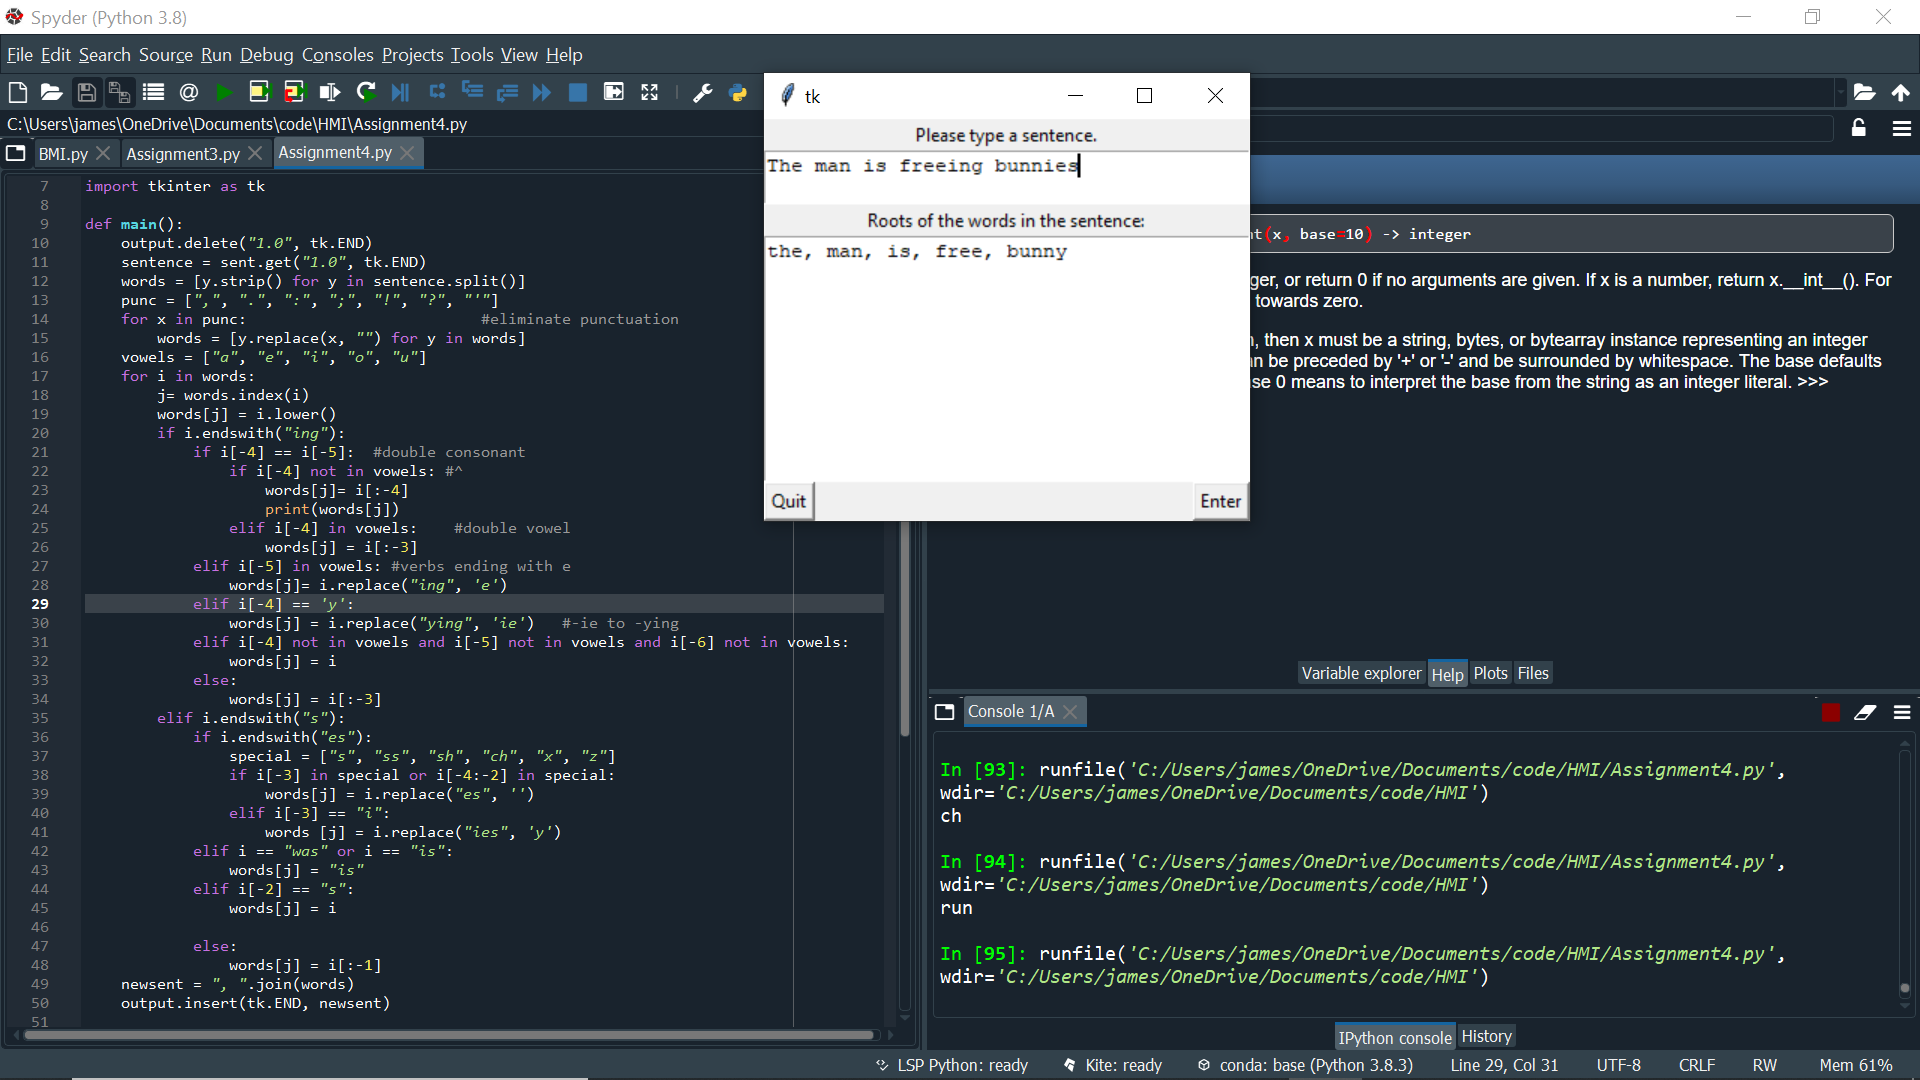 Spyder (Python 3.8)
File Edit Search Source Run Debug Consoles Projects Tools View Help
C:\Users\james\OneDrive\Documents\code\HMI\Assignment4.py
BMI.py Assignment3.py Assignment4.py
7 import tkinter as tk
8
9 def main():
10 output.delete("1.0", tk.END)
11 sentence = sent.get("1.0", tk.END)
12 words = [y.strip() for y in sentence.split()]
13 punc = [",", ".", ":", ";", "!", "?", "'"]
14 for x in punc: #eliminate punctuation
15 words = [y.replace(x, "") for y in words]
16 vowels = ["a", "e", "i", "o", "u"]
17 for i in words:
18 j= words.index(i)
19 words[j] = i.lower()
20 if i.endswith("ing"):
21 if i[-4] == i[-5]: #double consonant
22 if i[-4] not in vowels: #^
23 words[j]= i[:-4]
24 print(words[j])
25 elif i[-4] in vowels: #double vowel
26 words[j] = i[:-3]
27 elif i[-5] in vowels: #verbs ending with e
28 words[j]= i.replace("ing", 'e')
29 elif i[-4] == 'y':
30 words[j] = i.replace("ying", 'ie') #-ie to -ying
31 elif i[-4] not in vowels and i[-5] not in vowels and i[-6] not in vowels:
32 words[j] = i
33 else:
34 words[j] = i[:-3]
35 elif i.endswith("s"):
36 if i.endswith("es"):
37 special = ["s", "ss", "sh", "ch", "x", "z"]
38 if i[-3] in special or i[-4:-2] in special:
39 words[j] = i.replace("es", '')
40 elif i[-3] == "i":
41 words [j] = i.replace("ies", 'y')
42 elif i == "was" or i == "is":
43 words[j] = "is"
44 elif i[-2] == "s":
45 words[j] = i
46
47 else:
48 words[j] = i[:-1]
49 newsent = ", ".join(words)
50 output.insert(tk.END, newsent)
51
tk
Please type a sentence.
The man is freeing bunnies
Roots of the words in the sentence:
the, man, is, free, bunny
Quit Enter
(x, base=10) -> integer
ger, or return 0 if no arguments are given. If x is a number, return x.__int__(). For
towards zero.
, then x must be a string, bytes, or bytearray instance representing an integer
be preceded by '+' or '-' and be surrounded by whitespace. The base defaults
se 0 means to interpret the base from the string as an integer literal. >>>
Variable explorer Help Plots Files
Console 1/A
In [93]: runfile('C:/Users/james/OneDrive/Documents/code/HMI/Assignment4.py',
wdir='C:/Users/james/OneDrive/Documents/code/HMI')
ch
In [94]: runfile('C:/Users/james/OneDrive/Documents/code/HMI/Assignment4.py',
wdir='C:/Users/james/OneDrive/Documents/code/HMI')
run
In [95]: runfile('C:/Users/james/OneDrive/Documents/code/HMI/Assignment4.py',
wdir='C:/Users/james/OneDrive/Documents/code/HMI')
IPython console History
LSP Python: ready Kite: ready conda: base (Python 3.8.3) Line 29, Col 31 UTF-8 CRLF RW Mem 61%